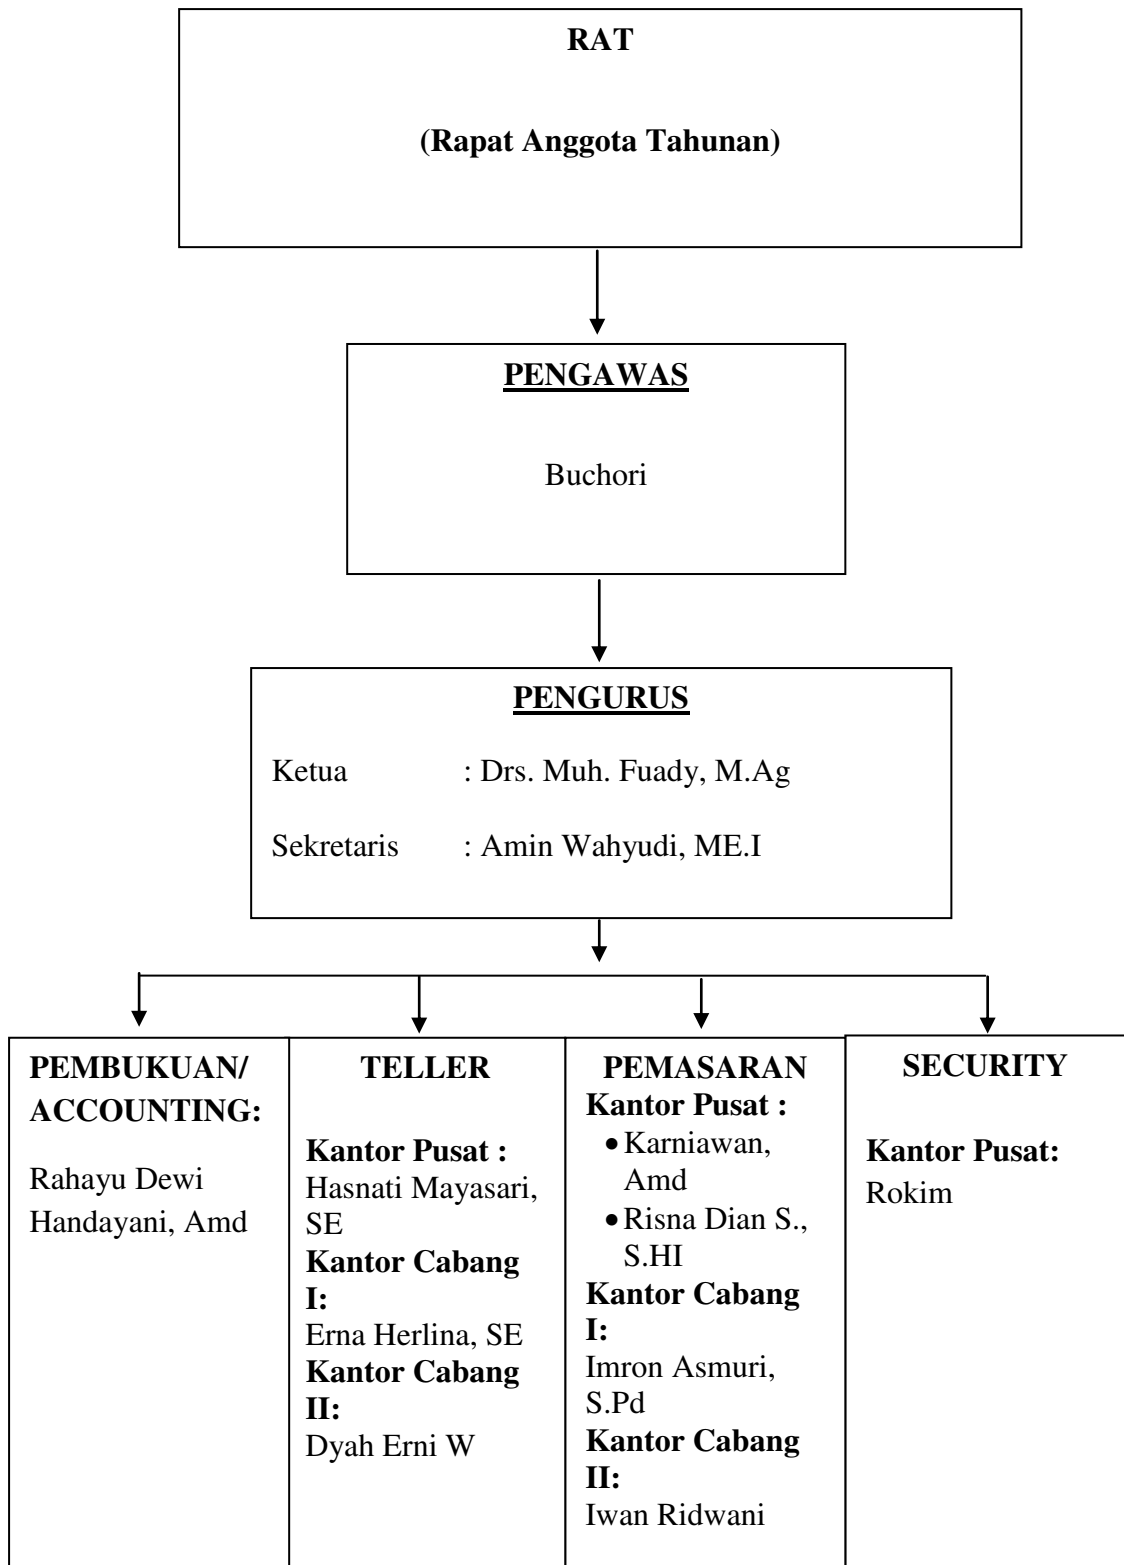 RAT
(Rapat Anggota Tahunan)
PENGAWAS
Buchori
PENGURUS
Ketua : Drs. Muh. Fuady, M.Ag
Sekretaris : Amin Wahyudi, ME.I
PEMBUKUAN/
ACCOUNTING:
Rahayu Dewi
Handayani, Amd
TELLER
Kantor Pusat :
Hasnati Mayasari,
SE
Kantor Cabang
I:
Erna Herlina, SE
Kantor Cabang
II:
Dyah Erni W
PEMASARAN
Kantor Pusat :
• Karniawan,
Amd
• Risna Dian S.,
S.HI
Kantor Cabang
I:
Imron Asmuri,
S.Pd
Kantor Cabang
II:
Iwan Ridwani
SECURITY
Kantor Pusat:
Rokim